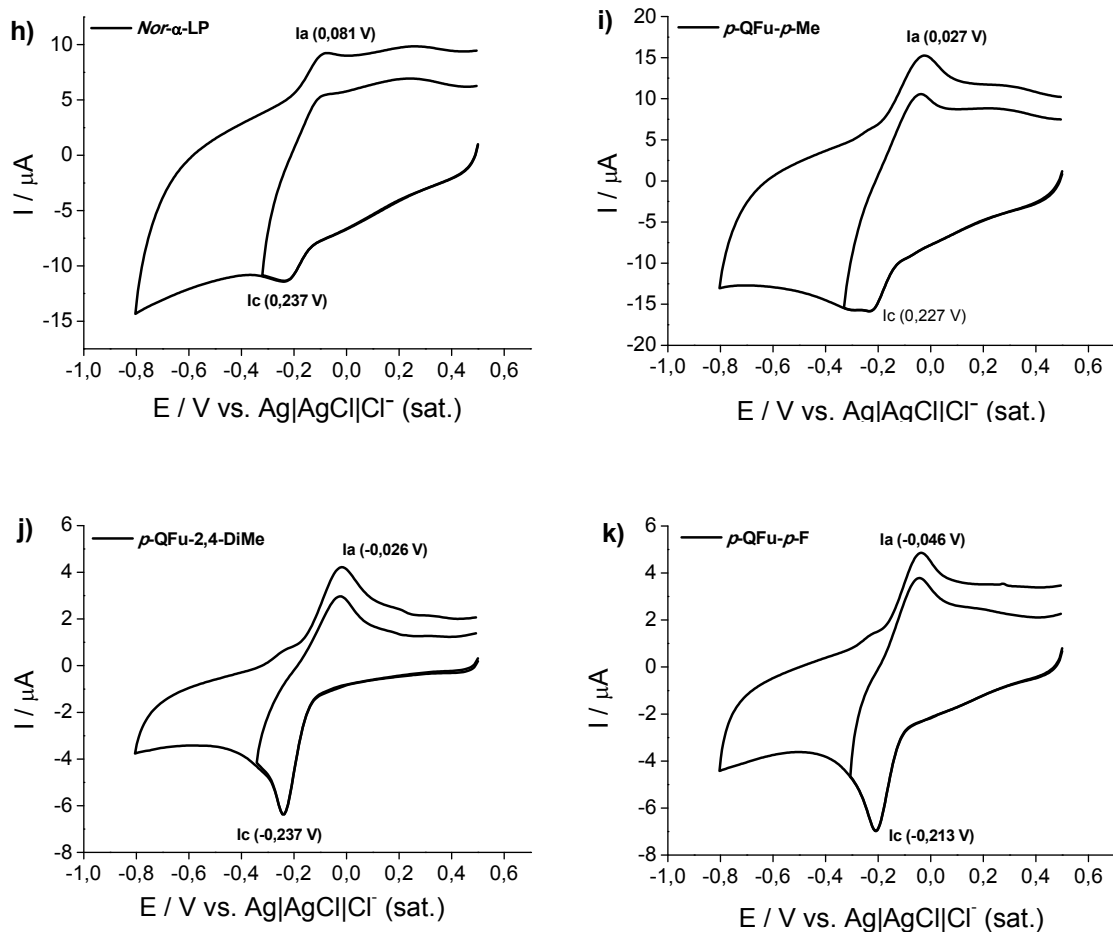 h)
Nor-α-LP
Ia (0,081 V)
Ic (0,237 V)
I / µA
10
5
0
-5
-10
-15
-1,0 -0,8 -0,6 -0,4 -0,2 0,0 0,2 0,4 0,6
E / V vs. Ag|AgCl|Cl⁻ (sat.)
i)
p-QFu-p-Me
Ia (0,027 V)
Ic (0,227 V)
I / µA
20
15
10
5
0
-5
-10
-15
-20
-1,0 -0,8 -0,6 -0,4 -0,2 0,0 0,2 0,4 0,6
E / V vs. Ag|AgCl|Cl⁻ (sat.)
j)
p-QFu-2,4-DiMe
Ia (-0,026 V)
Ic (-0,237 V)
I / µA
6
4
2
0
-2
-4
-6
-8
-1,0 -0,8 -0,6 -0,4 -0,2 0,0 0,2 0,4 0,6
E / V vs. Ag|AgCl|Cl⁻ (sat.)
k)
p-QFu-p-F
Ia (-0,046 V)
Ic (-0,213 V)
I / µA
8
6
4
2
0
-2
-4
-6
-8
-1,0 -0,8 -0,6 -0,4 -0,2 0,0 0,2 0,4 0,6
E / V vs. Ag|AgCl|Cl⁻ (sat.)